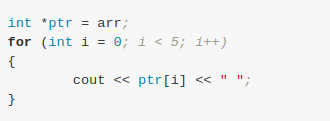 int *ptr = arr;
for (int i = 0; i < 5; i++)
{
        cout << ptr[i] << " ";
}